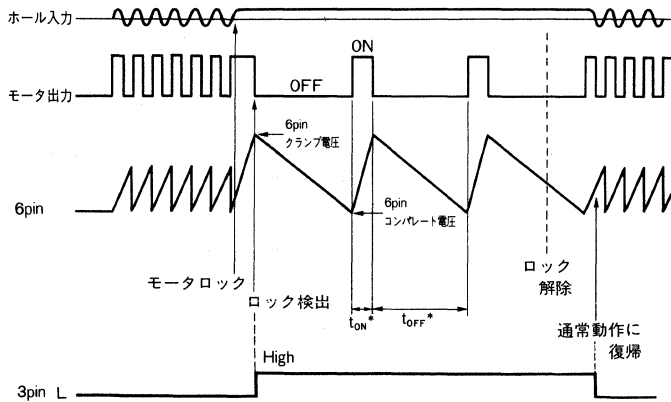 ホール入力
ON
OFF
モータ出力
6pin
クランプ電圧
6pin
6pin
コンパレート電圧
モータロック
ロック検出
tON*
tOFF*
ロック
解除
通常動作に
復帰
High
3pin L